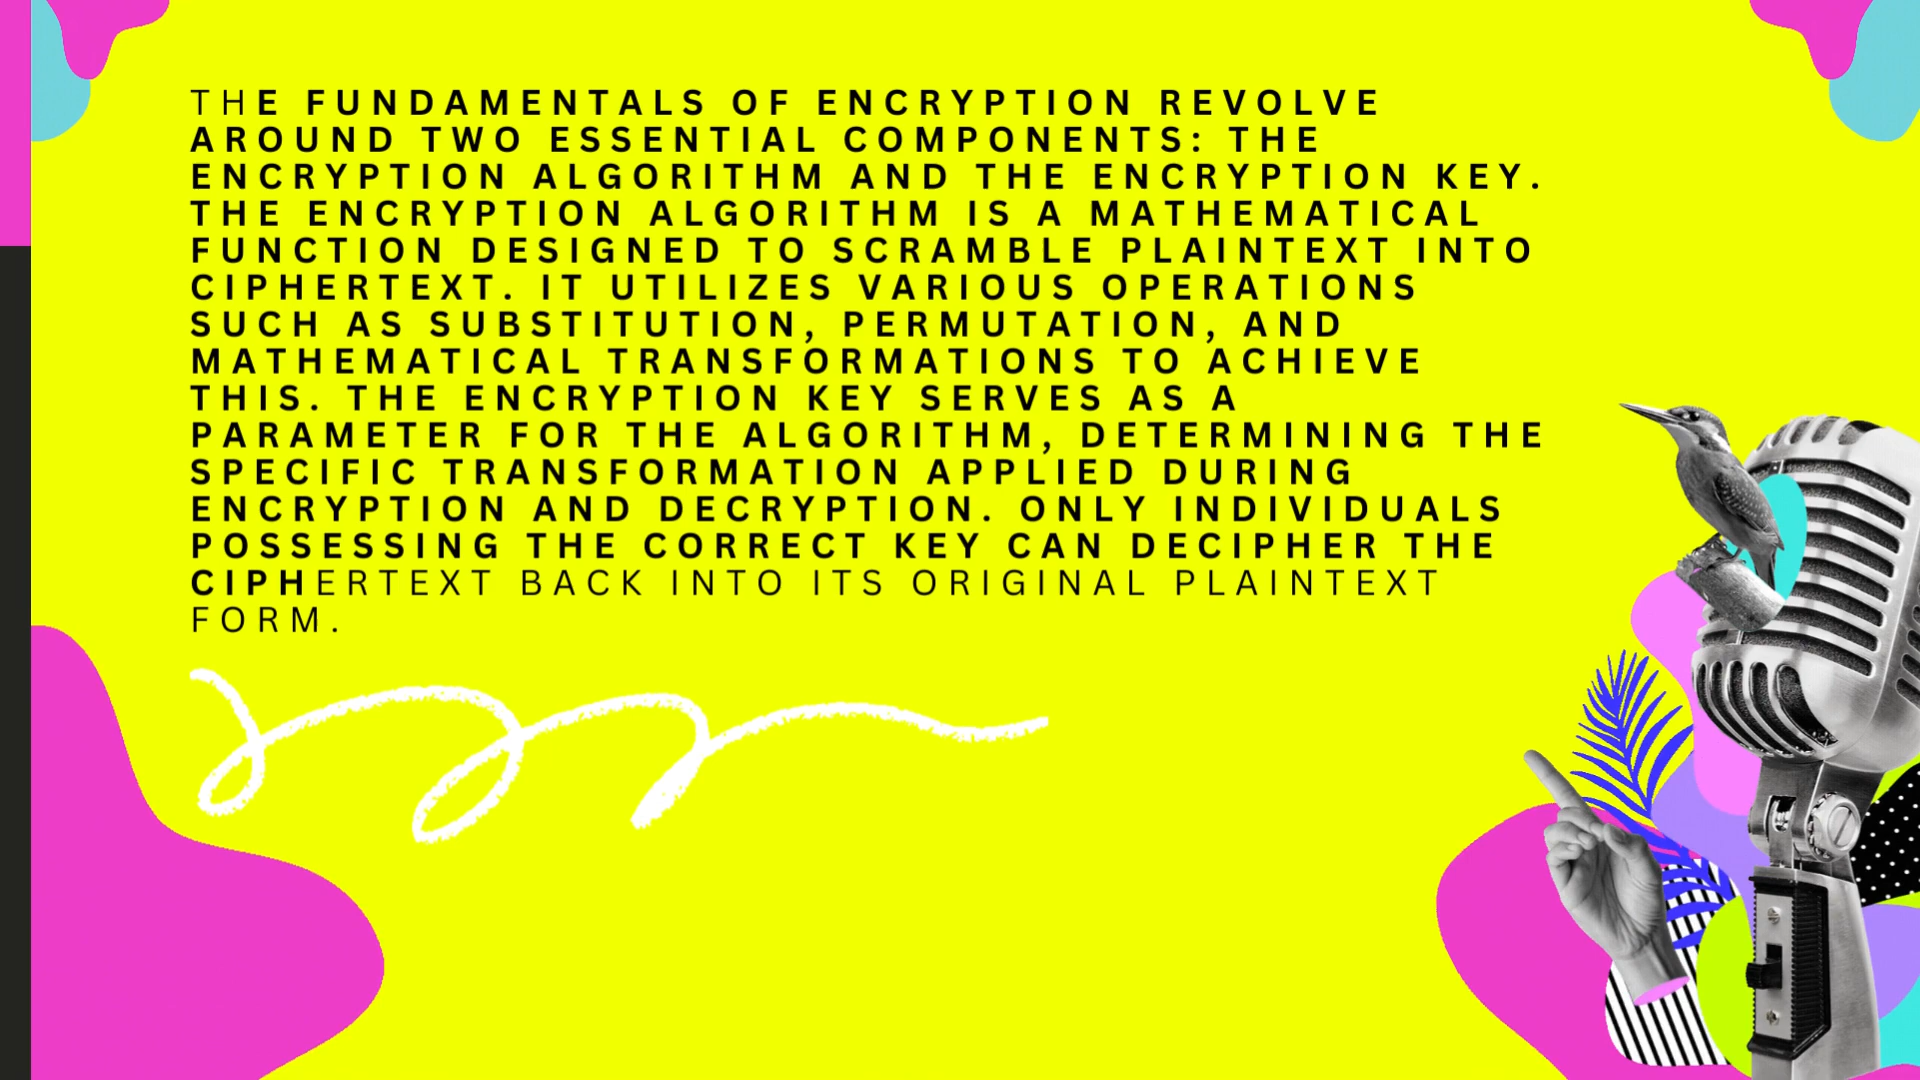 THE FUNDAMENTALS OF ENCRYPTION REVOLVE
AROUND TWO ESSENTIAL COMPONENTS: THE
ENCRYPTION ALGORITHM AND THE ENCRYPTION KEY.
THE ENCRYPTION ALGORITHM IS A MATHEMATICAL
FUNCTION DESIGNED TO SCRAMBLE PLAINTEXT INTO
CIPHERTEXT. IT UTILIZES VARIOUS OPERATIONS
SUCH AS SUBSTITUTION, PERMUTATION, AND
MATHEMATICAL TRANSFORMATIONS TO ACHIEVE
THIS. THE ENCRYPTION KEY SERVES AS A
PARAMETER FOR THE ALGORITHM, DETERMINING THE
SPECIFIC TRANSFORMATION APPLIED DURING
ENCRYPTION AND DECRYPTION. ONLY INDIVIDUALS
POSSESSING THE CORRECT KEY CAN DECIPHER THE
CIPHERTEXT BACK INTO ITS ORIGINAL PLAINTEXT
FORM.